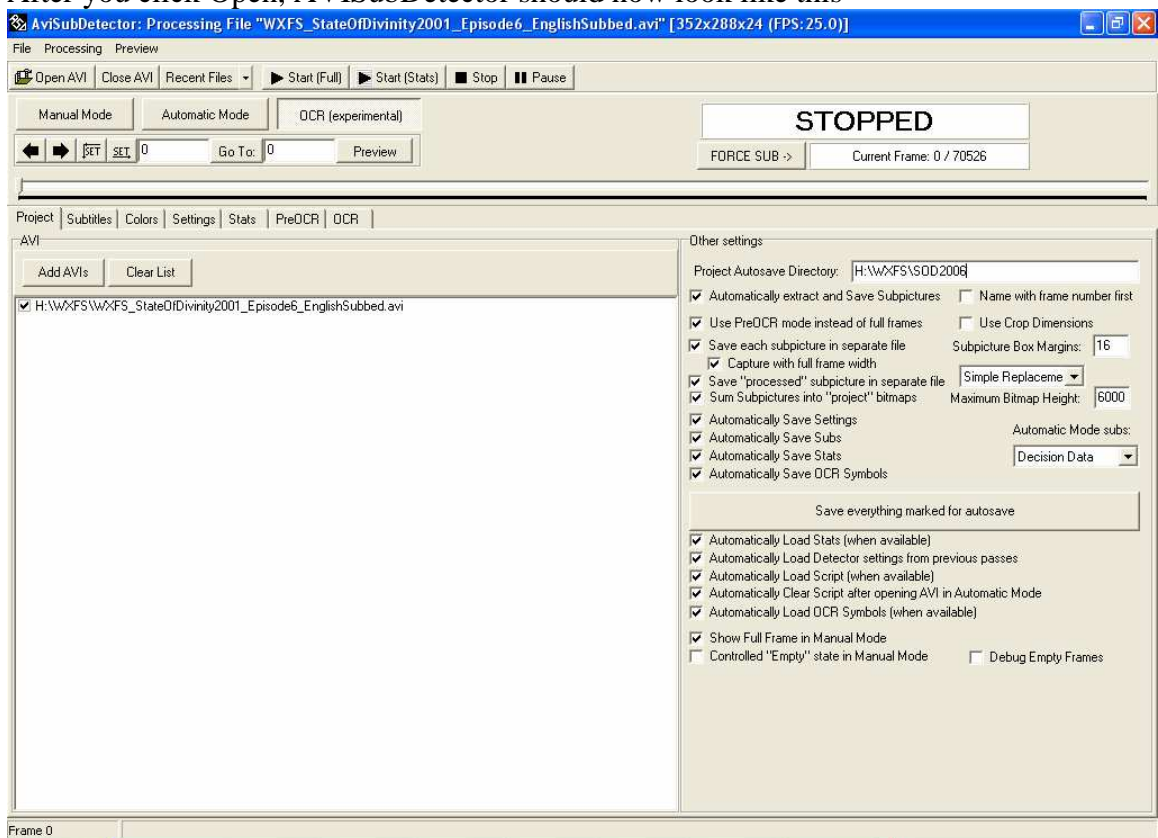 After you click Open, AVISubDetector should now look like this
AviSubDetector: Processing File "WXFS_StateOfDivinity2001_Episode6_EnglishSubbed.avi" [352x288x24 (FPS:25.0)]
File Processing Preview
Open AVI Close AVI Recent Files Start (Full) Start (Stats) Stop Pause
Manual Mode Automatic Mode OCR (experimental) STOPPED
SET SET 0 Go To: 0 Preview FORCE SUB -> Current Frame: 0 / 70526
Project Subtitles Colors Settings Stats PreOCR OCR
AVI
Add AVIs Clear List
H:\WXFS\WXFS_StateOfDivinity2001_Episode6_EnglishSubbed.avi
Other settings
Project Autosave Directory: H:\WXFS\SOD2006
Automatically extract and Save Subpictures Name with frame number first
Use PreOCR mode instead of full frames Use Crop Dimensions
Save each subpicture in separate file Subpicture Box Margins: 16
Capture with full frame width
Save "processed" subpicture in separate file Simple Replaceme
Sum Subpictures into "project" bitmaps Maximum Bitmap Height: 6000
Automatically Save Settings
Automatically Save Subs Automatic Mode subs:
Automatically Save Stats Decision Data
Automatically Save OCR Symbols
Save everything marked for autosave
Automatically Load Stats (when available)
Automatically Load Detector settings from previous passes
Automatically Load Script (when available)
Automatically Clear Script after opening AVI in Automatic Mode
Automatically Load OCR Symbols (when available)
Show Full Frame in Manual Mode
Controlled "Empty" state in Manual Mode Debug Empty Frames
Frame 0